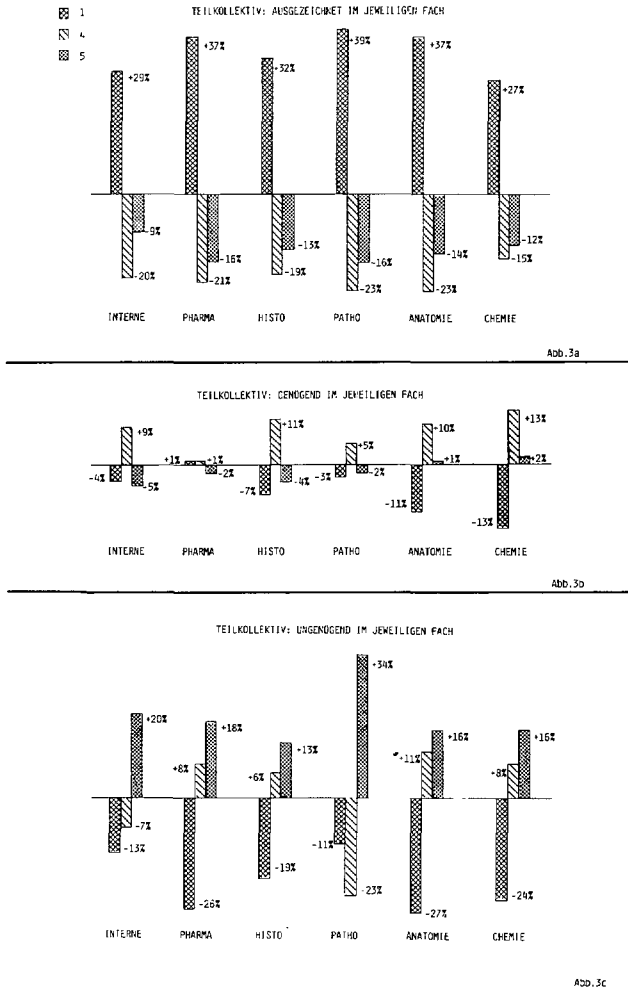 TEILKOLLEKTIV: AUSGEZEICHNET IM JEWEILIGEN FACH
1
4
5
+29% +37% +32% +39% +37% +27%
-9% -16% -13% -16% -14% -12%
-20% -21% -19% -23% -23% -15%
INTERNE PHARMA HISTO PATHO ANATOMIE CHEMIE
Abb.3a
TEILKOLLEKTIV: GENÜGEND IM JEWEILIGEN FACH
+9% +1% +1% +11% +5% +10% +1% +13% +2%
-4% -5% -2% -7% -4% -3% -2% -11% -13%
INTERNE PHARMA HISTO PATHO ANATOMIE CHEMIE
Abb.3b
TEILKOLLEKTIV: UNGENÜGEND IM JEWEILIGEN FACH
+20% +8% +18% +6% +13% +34% +11% +16% +8% +16%
-13% -7% -26% -19% -11% -23% -27% -24%
INTERNE PHARMA HISTO PATHO ANATOMIE CHEMIE
Abb.3c